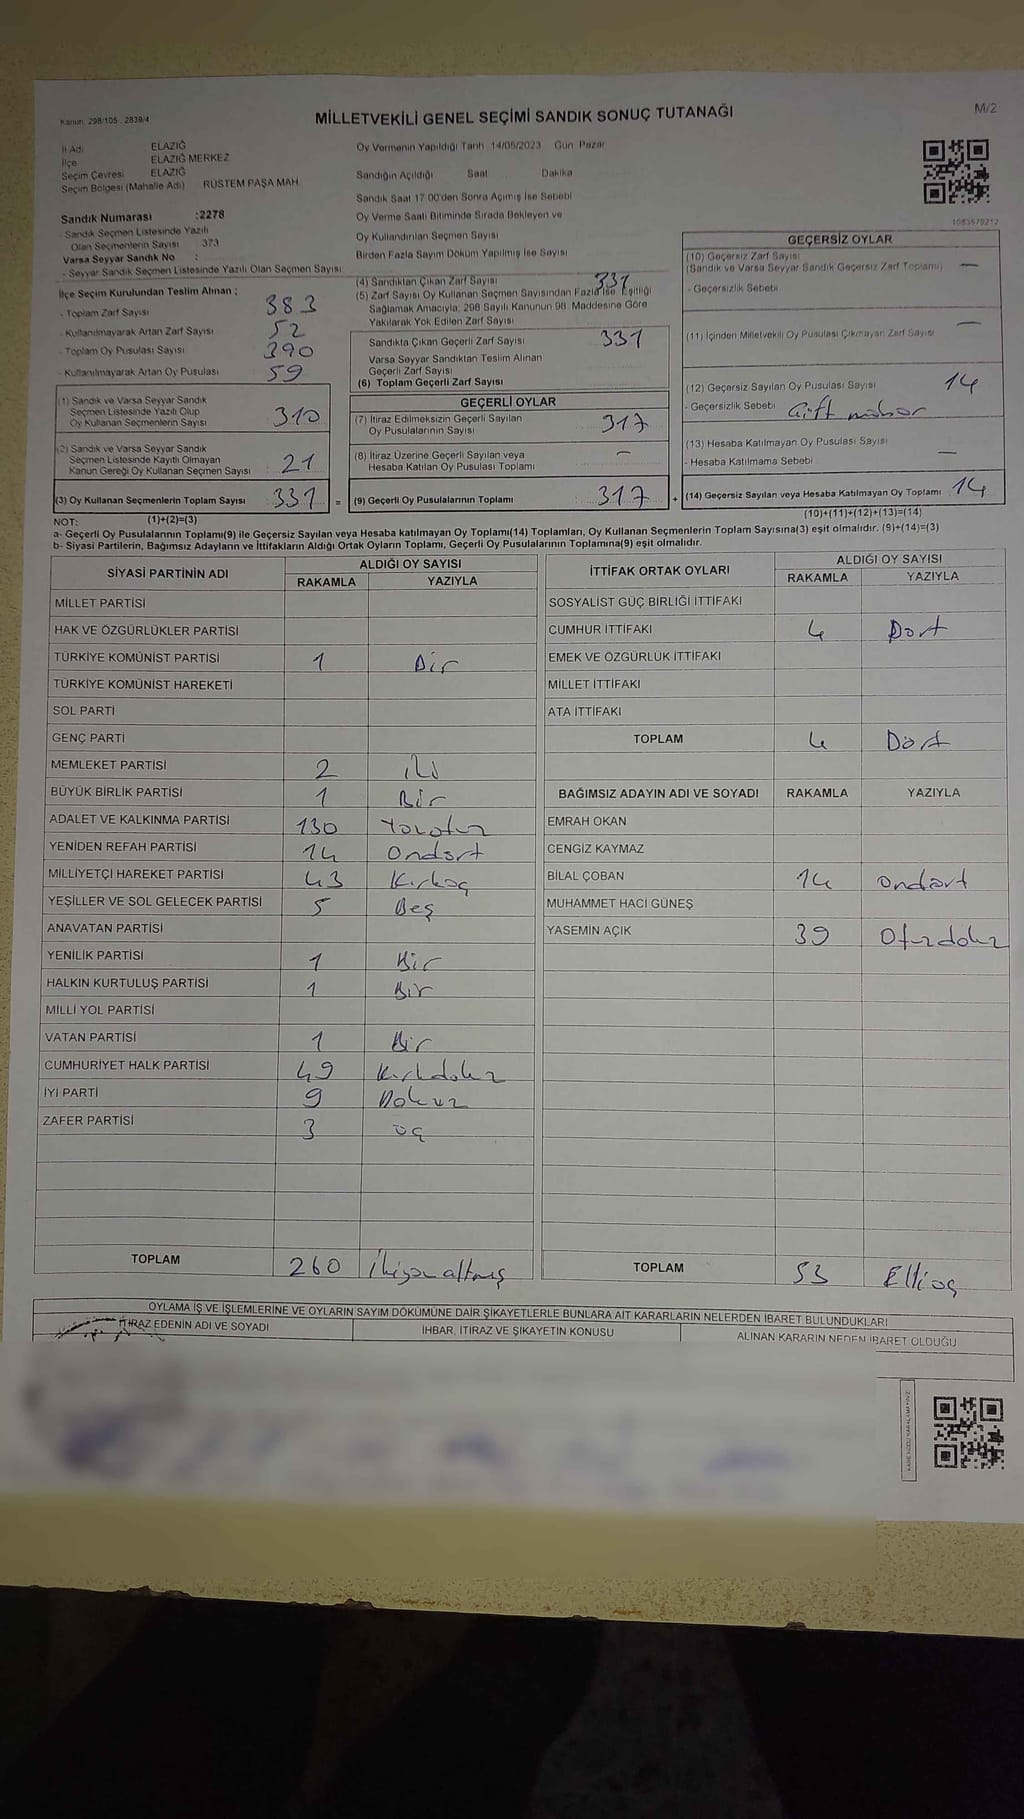 Kanun: 298/105 - 2839/4
MİLLETVEKİLİ GENEL SEÇİMİ SANDIK SONUÇ TUTANAĞI
M/2
İl Adı ELAZIĞ
İlçe ELAZIĞ MERKEZ
Seçim Çevresi ELAZIĞ
Seçim Bölgesi (Mahalle Adı) RÜSTEM PAŞA MAH.
Sandık Numarası :2278
- Sandık Seçmen Listesinde Yazılı
Olan Seçmenlerin Sayısı 373
Varsa Seyyar Sandık No :
- Seyyar Sandık Seçmen Listesinde Yazılı Olan Seçmen Sayısı
İlçe Seçim Kurulundan Teslim Alınan ;
- Toplam Zarf Sayısı 383
- Kullanılmayarak Artan Zarf Sayısı 52
- Toplam Oy Pusulası Sayısı 390
- Kullanılmayarak Artan Oy Pusulası 59
(1) Sandık ve Varsa Seyyar Sandık
Seçmen Listesinde Yazılı Olup
Oy Kullanan Seçmenlerin Sayısı 310
(2) Sandık ve Varsa Seyyar Sandık
Seçmen Listesinde Kayıtlı Olmayan
Kanun Gereği Oy Kullanan Seçmen Sayısı 21
(3) Oy Kullanan Seçmenlerin Toplam Sayısı 331 =
(1)+(2)=(3)
Oy Vermenin Yapıldığı Tarih 14/05/2023 Gün Pazar
Sandığın Açıldığı Saat Dakika
Sandık Saat 17:00'den Sonra Açımış İse Sebebi
Oy Verme Saati Bitiminde Sırada Bekleyen ve
Oy Kullandırılan Seçmen Sayısı
Birden Fazla Sayım Döküm Yapılmış İse Sayısı
(4) Sandıktan Çıkan Zarf Sayısı 331
(5) Zarf Sayısı Oy Kullanan Seçmen Sayısından Fazla İse, Eşitliği
Sağlamak Amacıyla, 298 Sayılı Kanunun 98. Maddesine Göre
Yakılarak Yok Edilen Zarf Sayısı
Sandıkta Çıkan Geçerli Zarf Sayısı 331
Varsa Seyyar Sandıktan Teslim Alınan
Geçerli Zarf Sayısı
(6) Toplam Geçerli Zarf Sayısı
GEÇERLİ OYLAR
(7) İtiraz Edilmeksizin Geçerli Sayılan
Oy Pusulalarının Sayısı 317
(8) İtiraz Üzerine Geçerli Sayılan veya
Hesaba Katılan Oy Pusulası Toplamı —
(9) Geçerli Oy Pusulalarının Toplamı 317 +
1083570212
GEÇERSİZ OYLAR
(10) Geçersiz Zarf Sayısı
(Sandık ve Varsa Seyyar Sandık Geçersiz Zarf Toplamı) —
- Geçersizlik Sebebi
(11) İçinden Milletvekili Oy Pusulası Çıkmayan Zarf Sayısı —
(12) Geçersiz Sayılan Oy Pusulası Sayısı 14
- Geçersizlik Sebebi Çift mühür
(13) Hesaba Katılmayan Oy Pusulası Sayısı —
- Hesaba Katılmama Sebebi
(14) Geçersiz Sayılan veya Hesaba Katılmayan Oy Toplamı 14
(10)+(11)+(12)+(13)=(14)
NOT:
a- Geçerli Oy Pusulalarının Toplamı(9) ile Geçersiz Sayılan veya Hesaba katılmayan Oy Toplamı(14) Toplamları, Oy Kullanan Seçmenlerin Toplam Sayısına(3) eşit olmalıdır. (9)+(14)=(3)
b- Siyasi Partilerin, Bağımsız Adayların ve İttifakların Aldığı Ortak Oyların Toplamı, Geçerli Oy Pusulalarının Toplamına(9) eşit olmalıdır.
SİYASİ PARTİNİN ADI ALDIĞI OY SAYISI
RAKAMLA YAZIYLA
MİLLET PARTİSİ
HAK VE ÖZGÜRLÜKLER PARTİSİ
TÜRKİYE KOMÜNİST PARTİSİ 1 Bir
TÜRKİYE KOMÜNİST HAREKETİ
SOL PARTİ
GENÇ PARTİ
MEMLEKET PARTİSİ 2 iki
BÜYÜK BİRLİK PARTİSİ 1 Bir
ADALET VE KALKINMA PARTİSİ 130 Yüzotuz
YENİDEN REFAH PARTİSİ 14 Ondört
MİLLİYETÇİ HAREKET PARTİSİ 43 Kırküç
YEŞİLLER VE SOL GELECEK PARTİSİ 5 Beş
ANAVATAN PARTİSİ
YENİLİK PARTİSİ 1 Bir
HALKIN KURTULUŞ PARTİSİ 1 Bir
MİLLİ YOL PARTİSİ
VATAN PARTİSİ 1 Bir
CUMHURİYET HALK PARTİSİ 49 Kırkdokuz
İYİ PARTİ 9 Dokuz
ZAFER PARTİSİ 3 üç
TOPLAM 260 İkiyüzaltmış
İTTİFAK ORTAK OYLARI ALDIĞI OY SAYISI
RAKAMLA YAZIYLA
SOSYALİST GÜÇ BİRLİĞİ İTTİFAKI
CUMHUR İTTİFAKI 4 Dört
EMEK VE ÖZGÜRLÜK İTTİFAKI
MİLLET İTTİFAKI
ATA İTTİFAKI
TOPLAM 4 Dört
BAĞIMSIZ ADAYIN ADI VE SOYADI RAKAMLA YAZIYLA
EMRAH OKAN
CENGİZ KAYMAZ
BİLAL ÇOBAN 14 ondört
MUHAMMET HACİ GÜNEŞ
YASEMİN AÇIK 39 Otuzdokuz
TOPLAM 53 Elliüç
OYLAMA İŞ VE İŞLEMLERİNE VE OYLARIN SAYIM DÖKÜMÜNE DAİR ŞİKAYETLERLE BUNLARA AİT KARARLARIN NELERDEN İBARET BULUNDUKLARI
İTİRAZ EDENİN ADI VE SOYADI İHBAR, İTİRAZ VE ŞİKAYETİN KONUSU ALINAN KARARIN NEDEN İBARET OLDUĞU